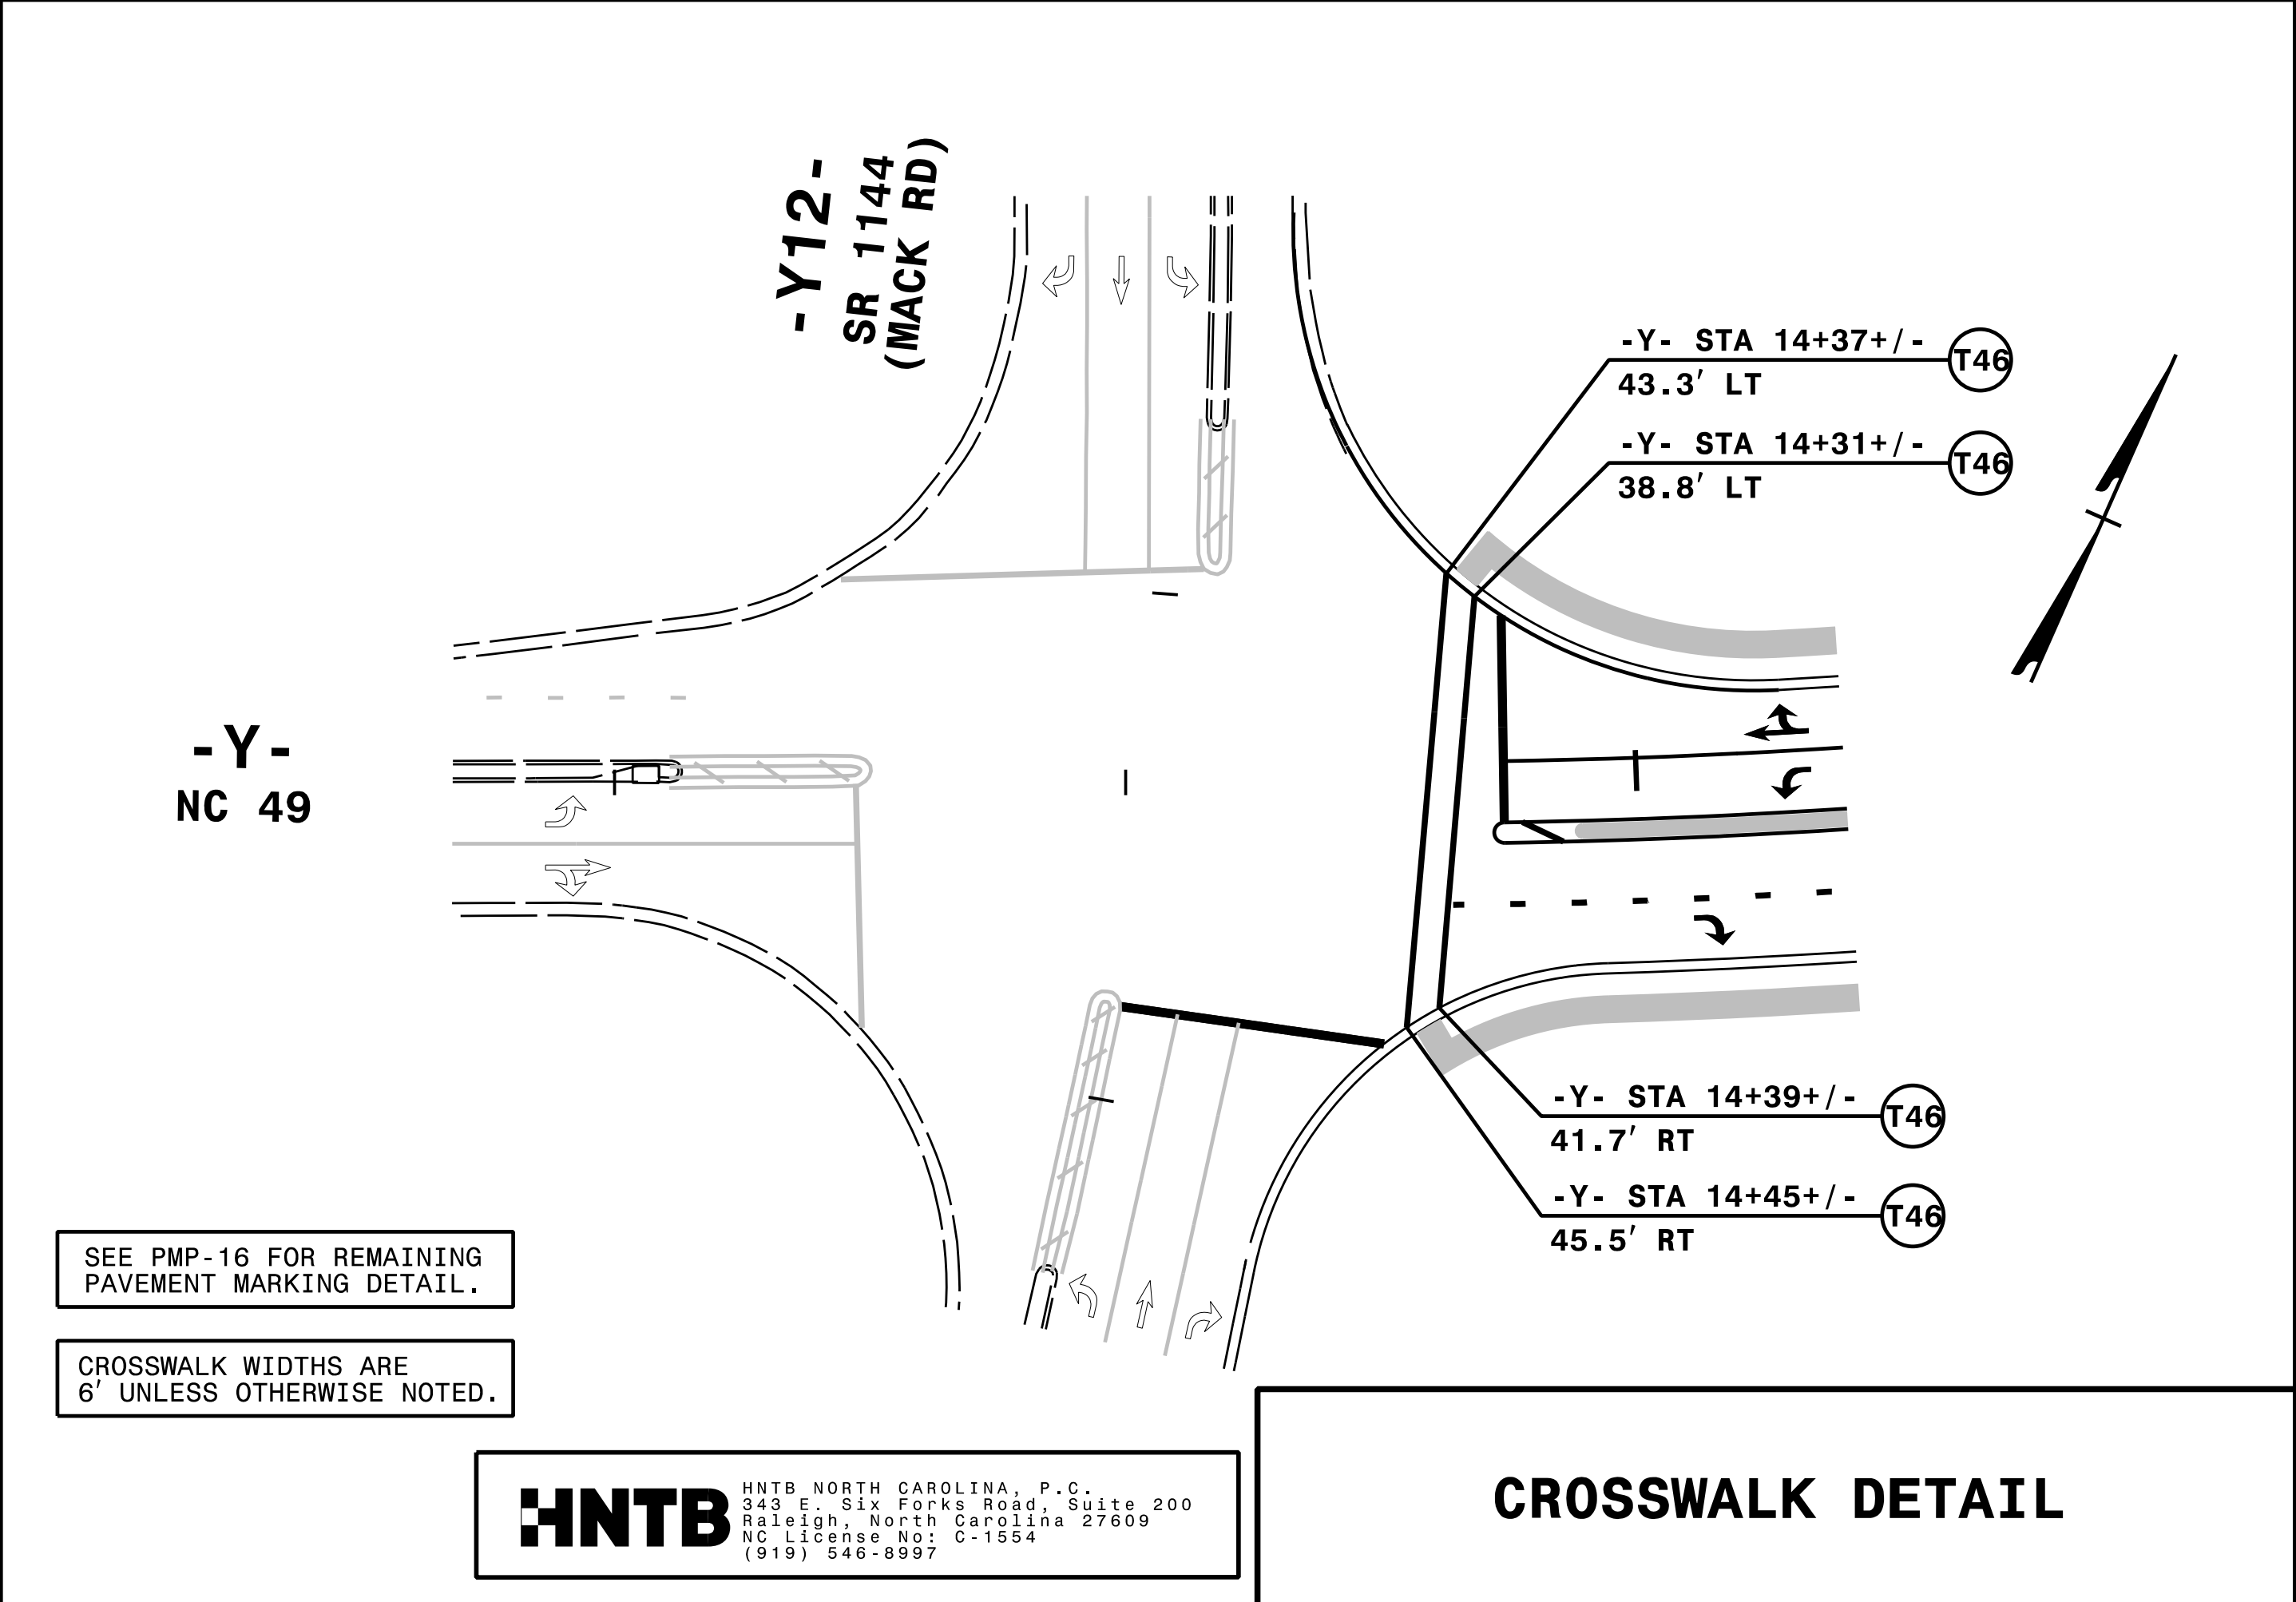 -Y12-
SR 1144
(MACK RD)
-Y- STA 14+37+/-
43.3' LT
T46
-Y- STA 14+31+/-
38.8' LT
T46
-Y-
NC 49
-Y- STA 14+39+/-
41.7' RT
T46
-Y- STA 14+45+/-
45.5' RT
T46
SEE PMP-16 FOR REMAINING
PAVEMENT MARKING DETAIL.
CROSSWALK WIDTHS ARE
6' UNLESS OTHERWISE NOTED.
HNTB
HNTB NORTH CAROLINA, P.C.
343 E. Six Forks Road, Suite 200
Raleigh, North Carolina 27609
NC License No: C-1554
(919) 546-8997
CROSSWALK DETAIL